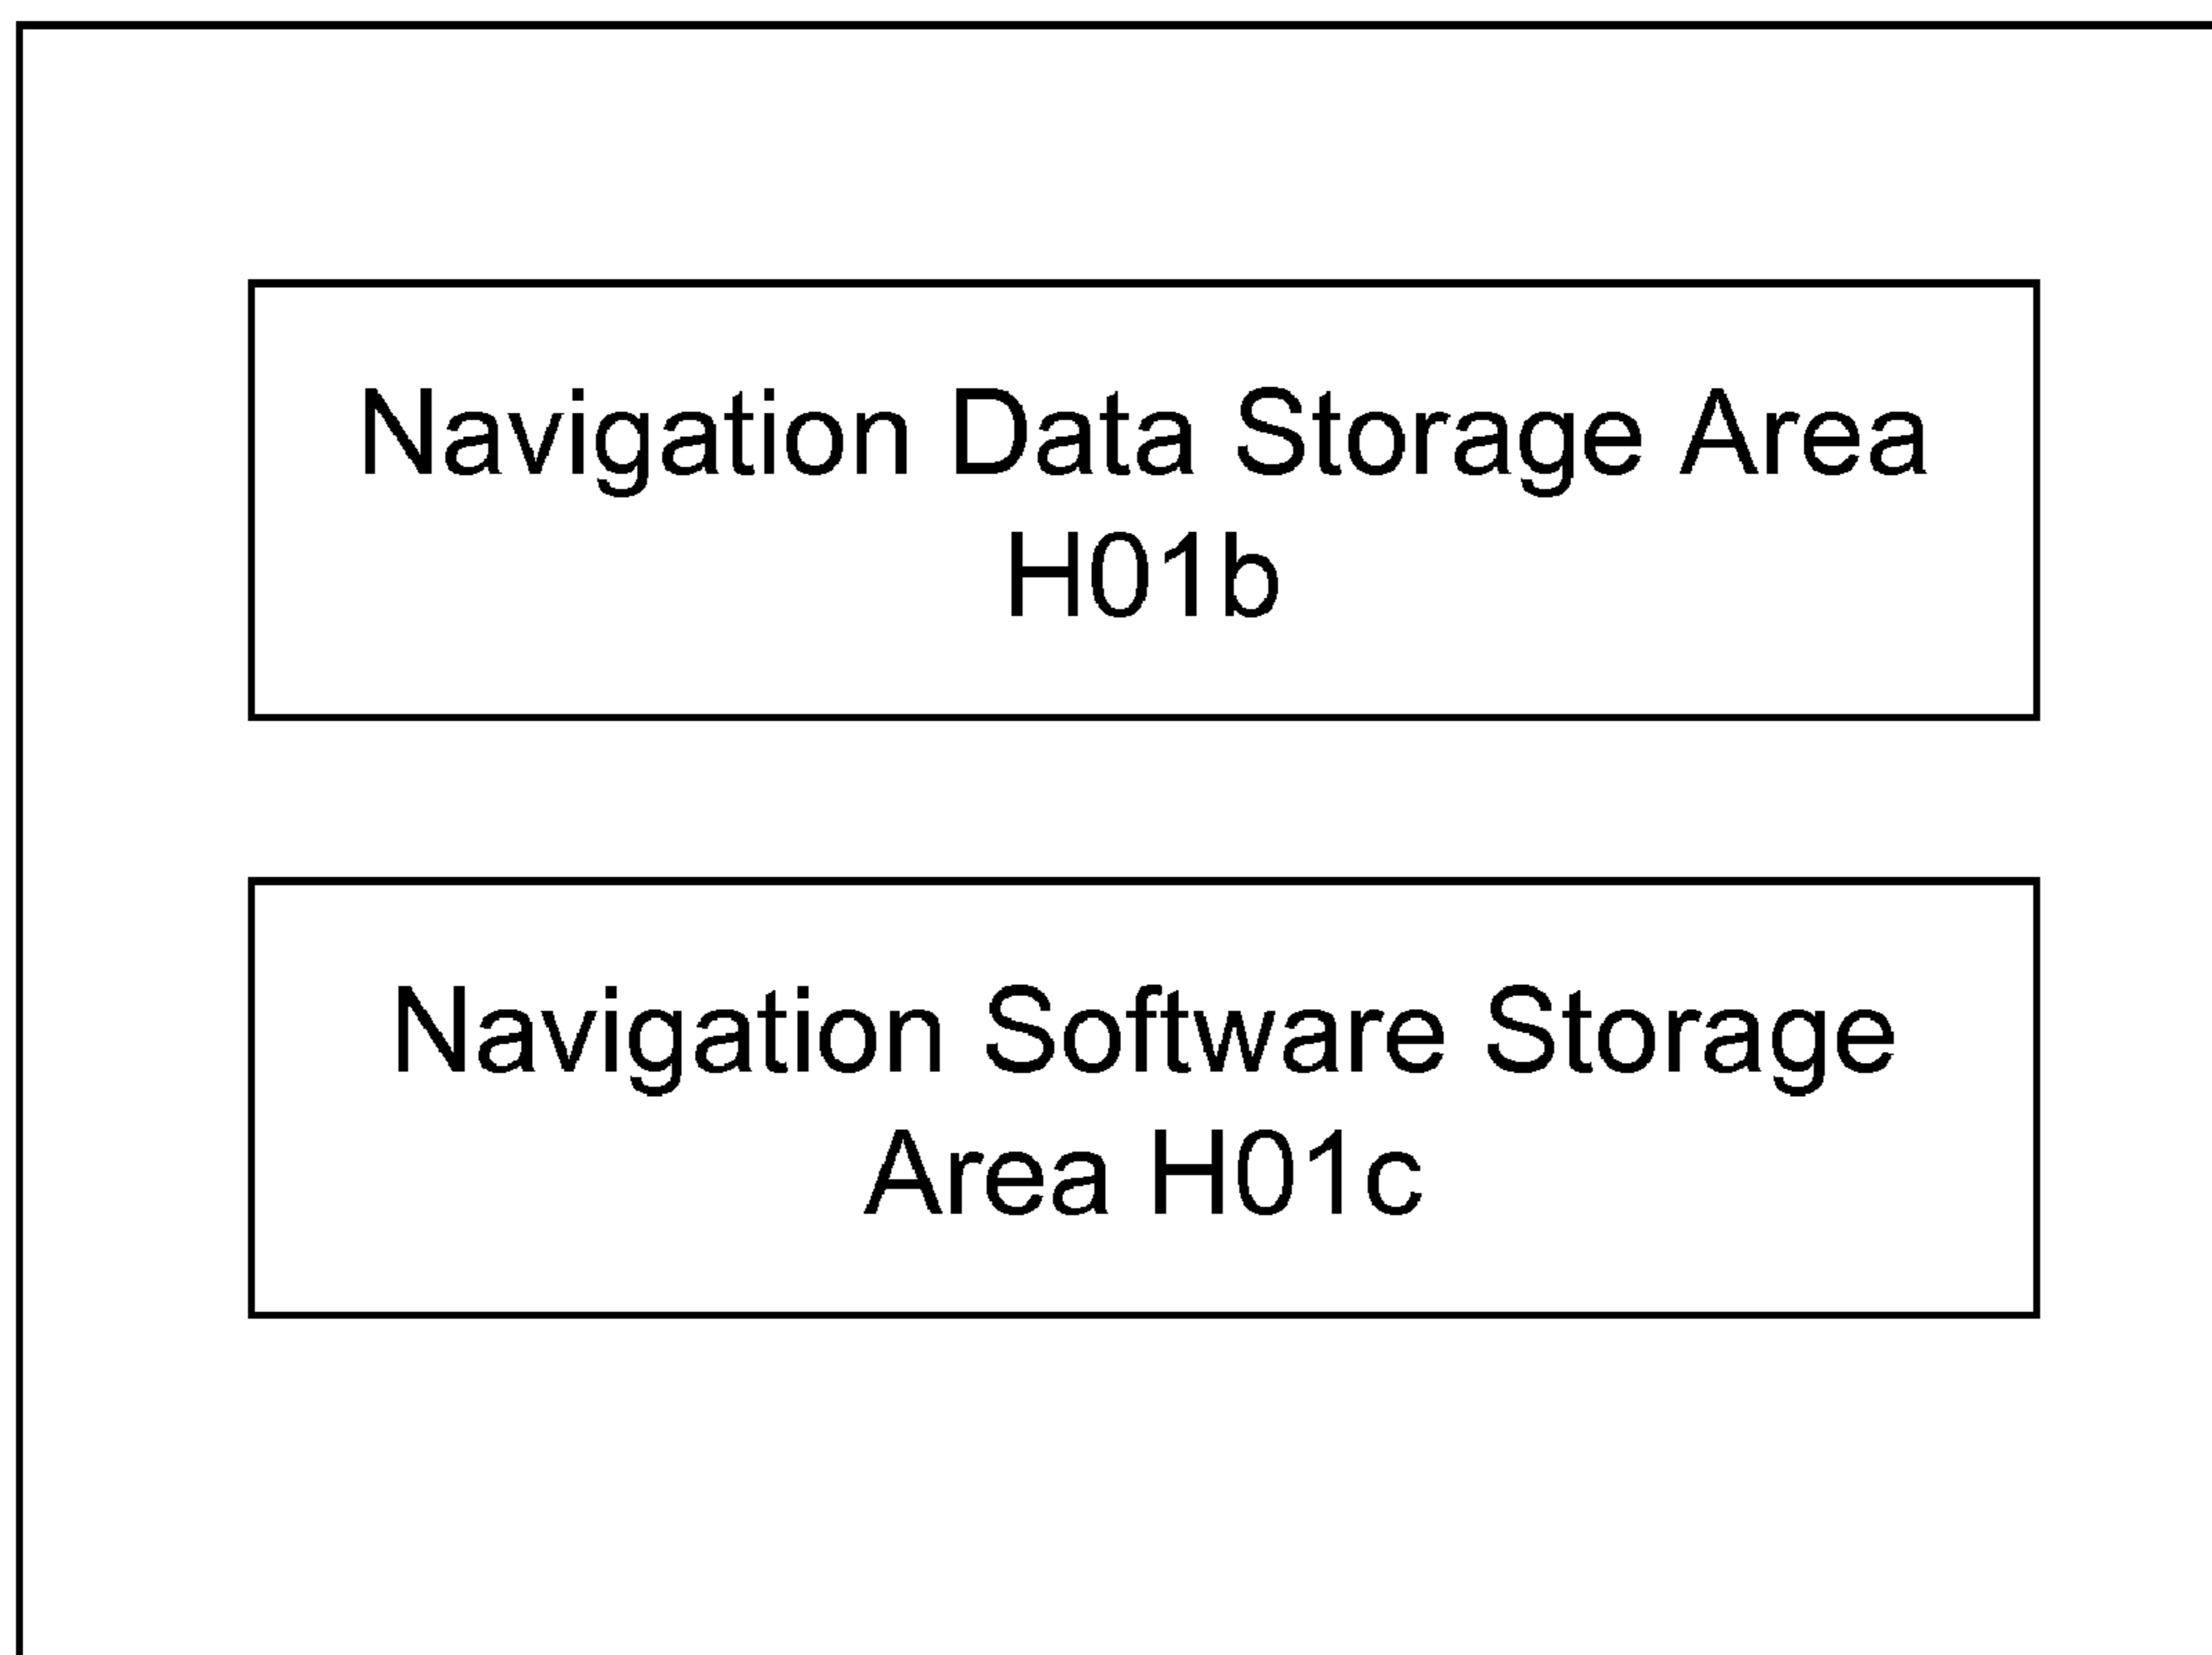 Navigation Data Storage Area
H01b
Navigation Software Storage
Area H01c